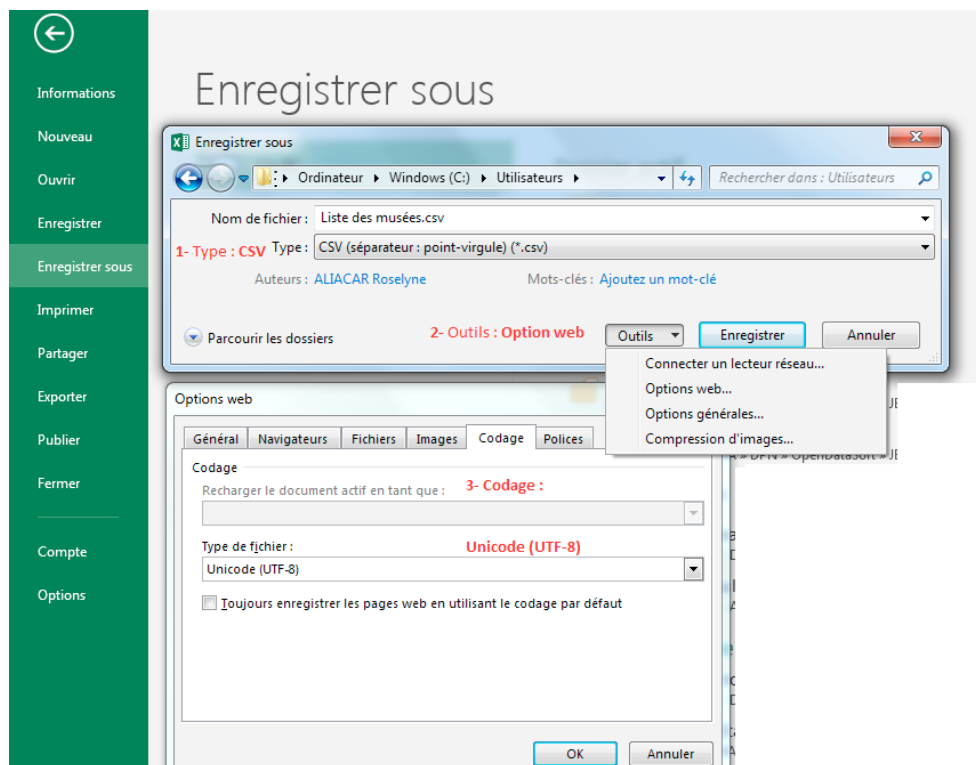 Informations
Nouveau
Ouvrir
Enregistrer
Enregistrer sous
Imprimer
Partager
Exporter
Publier
Fermer
Compte
Options
Enregistrer sous
Enregistrer sous
Ordinateur Windows (C:) Utilisateurs
Rechercher dans : Utilisateurs
Nom de fichier : Liste des musées.csv
1- Type : CSV Type : CSV (séparateur : point-virgule) (*.csv)
Auteurs : ALIACAR Roselyne Mots-clés : Ajoutez un mot-clé
Parcourir les dossiers 2- Outils : Option web Outils Enregistrer Annuler
Connecter un lecteur réseau...
Options web...
Options générales...
Compression d'images...
Options web
Général Navigateurs Fichiers Images Codage Polices
Codage
Recharger le document actif en tant que : 3- Codage :
Type de fichier : Unicode (UTF-8)
Unicode (UTF-8)
Toujours enregistrer les pages web en utilisant le codage par défaut
OK Annuler